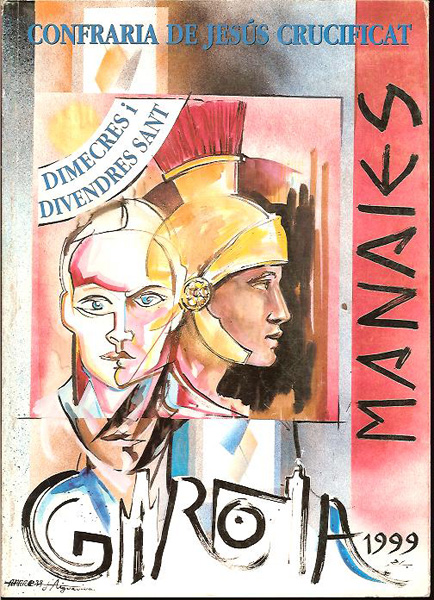 CONFRARIA DE JESÚS CRUCIFICAT
DIMECRES i
DIVENDRES SANT
MANAIES
GIRONA
1999